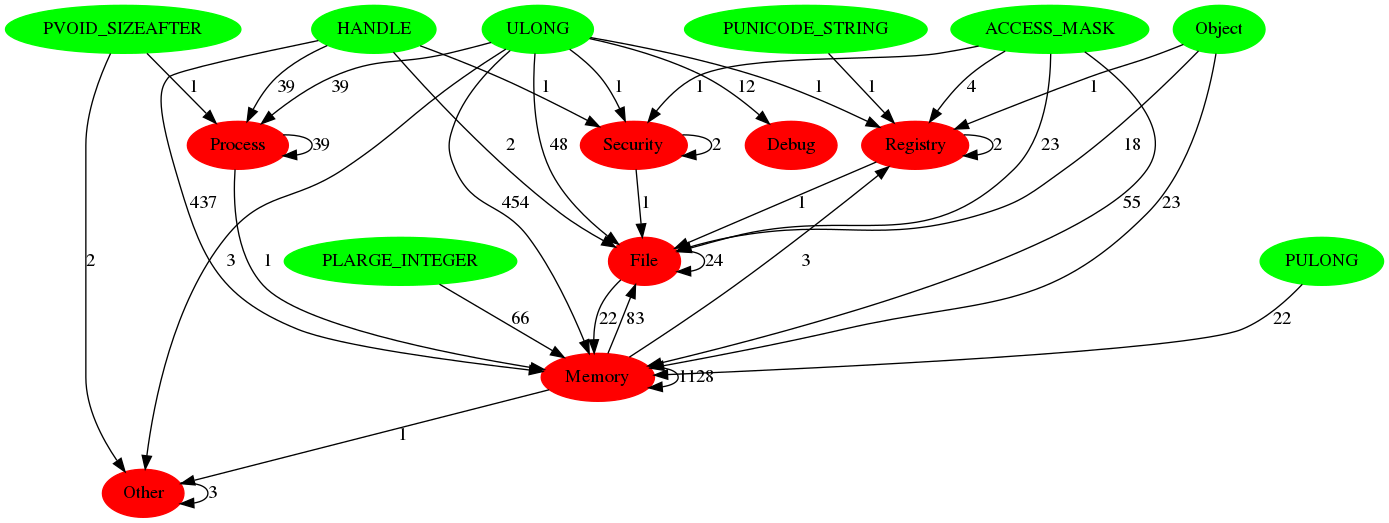 PVOID_SIZEAFTER HANDLE ULONG PUNICODE_STRING ACCESS_MASK Object
1 39 39 1 1 12 1 1 4 1
Process 39 2 48 Security 2 Debug Registry 2 23 18
437 454 1 1 55 23
2 3 1 PLARGE_INTEGER File 24 PULONG
66 22 83 3 22
Memory 1128
1
Other 3